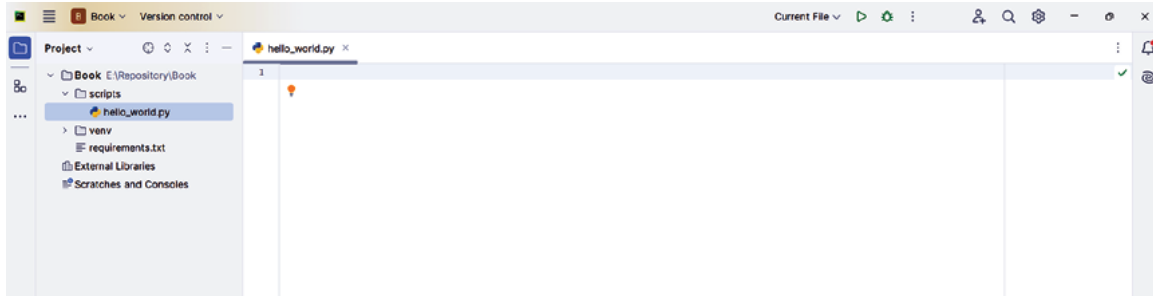 B Book Version control Current File
Project
hello_world.py
1
Book E:\Repository\Book
scripts
hello_world.py
venv
requirements.txt
External Libraries
Scratches and Consoles